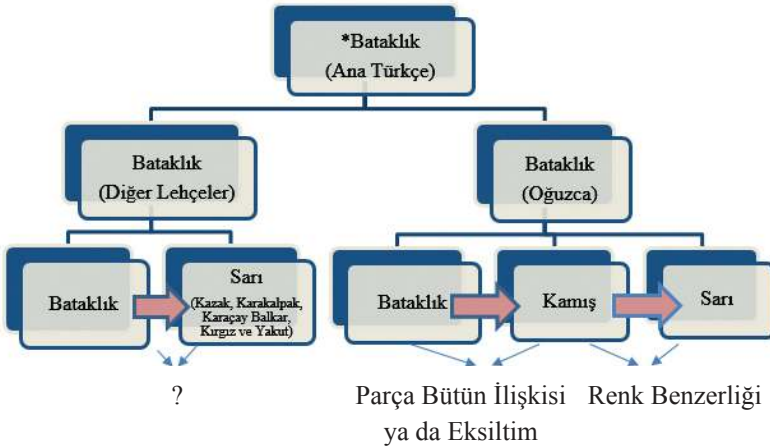 *Bataklık
(Ana Türkçe)
Bataklık
(Diğer Lehçeler)
Bataklık
(Oğuzca)
Bataklık
Sarı
(Kazak, Karakalpak,
Karaçay Balkar,
Kırgız ve Yakut)
Bataklık
Kamış
Sarı
?
Parça Bütün İlişkisi
ya da Eksiltim
Renk Benzerliği